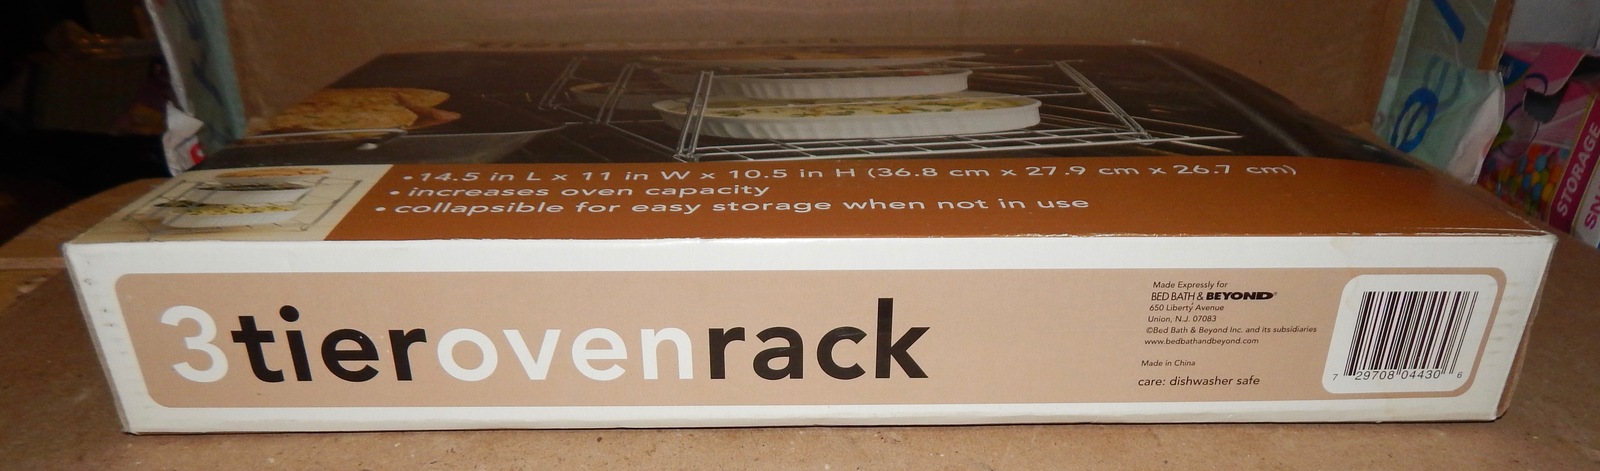 • 14.5 in L x 11 in W x 10.5 in H (36.8 cm x 27.9 cm x 26.7 cm)
• increases oven capacity
• collapsible for easy storage when not in use
3tierovenrack
Made Expressly for
BED BATH & BEYOND®
650 Liberty Avenue
Union, N.J. 07083
©Bed Bath & Beyond Inc. and its subsidiaries
www.bedbathandbeyond.com
Made in China
care: dishwasher safe
7 29708 04430 6
STORAGE